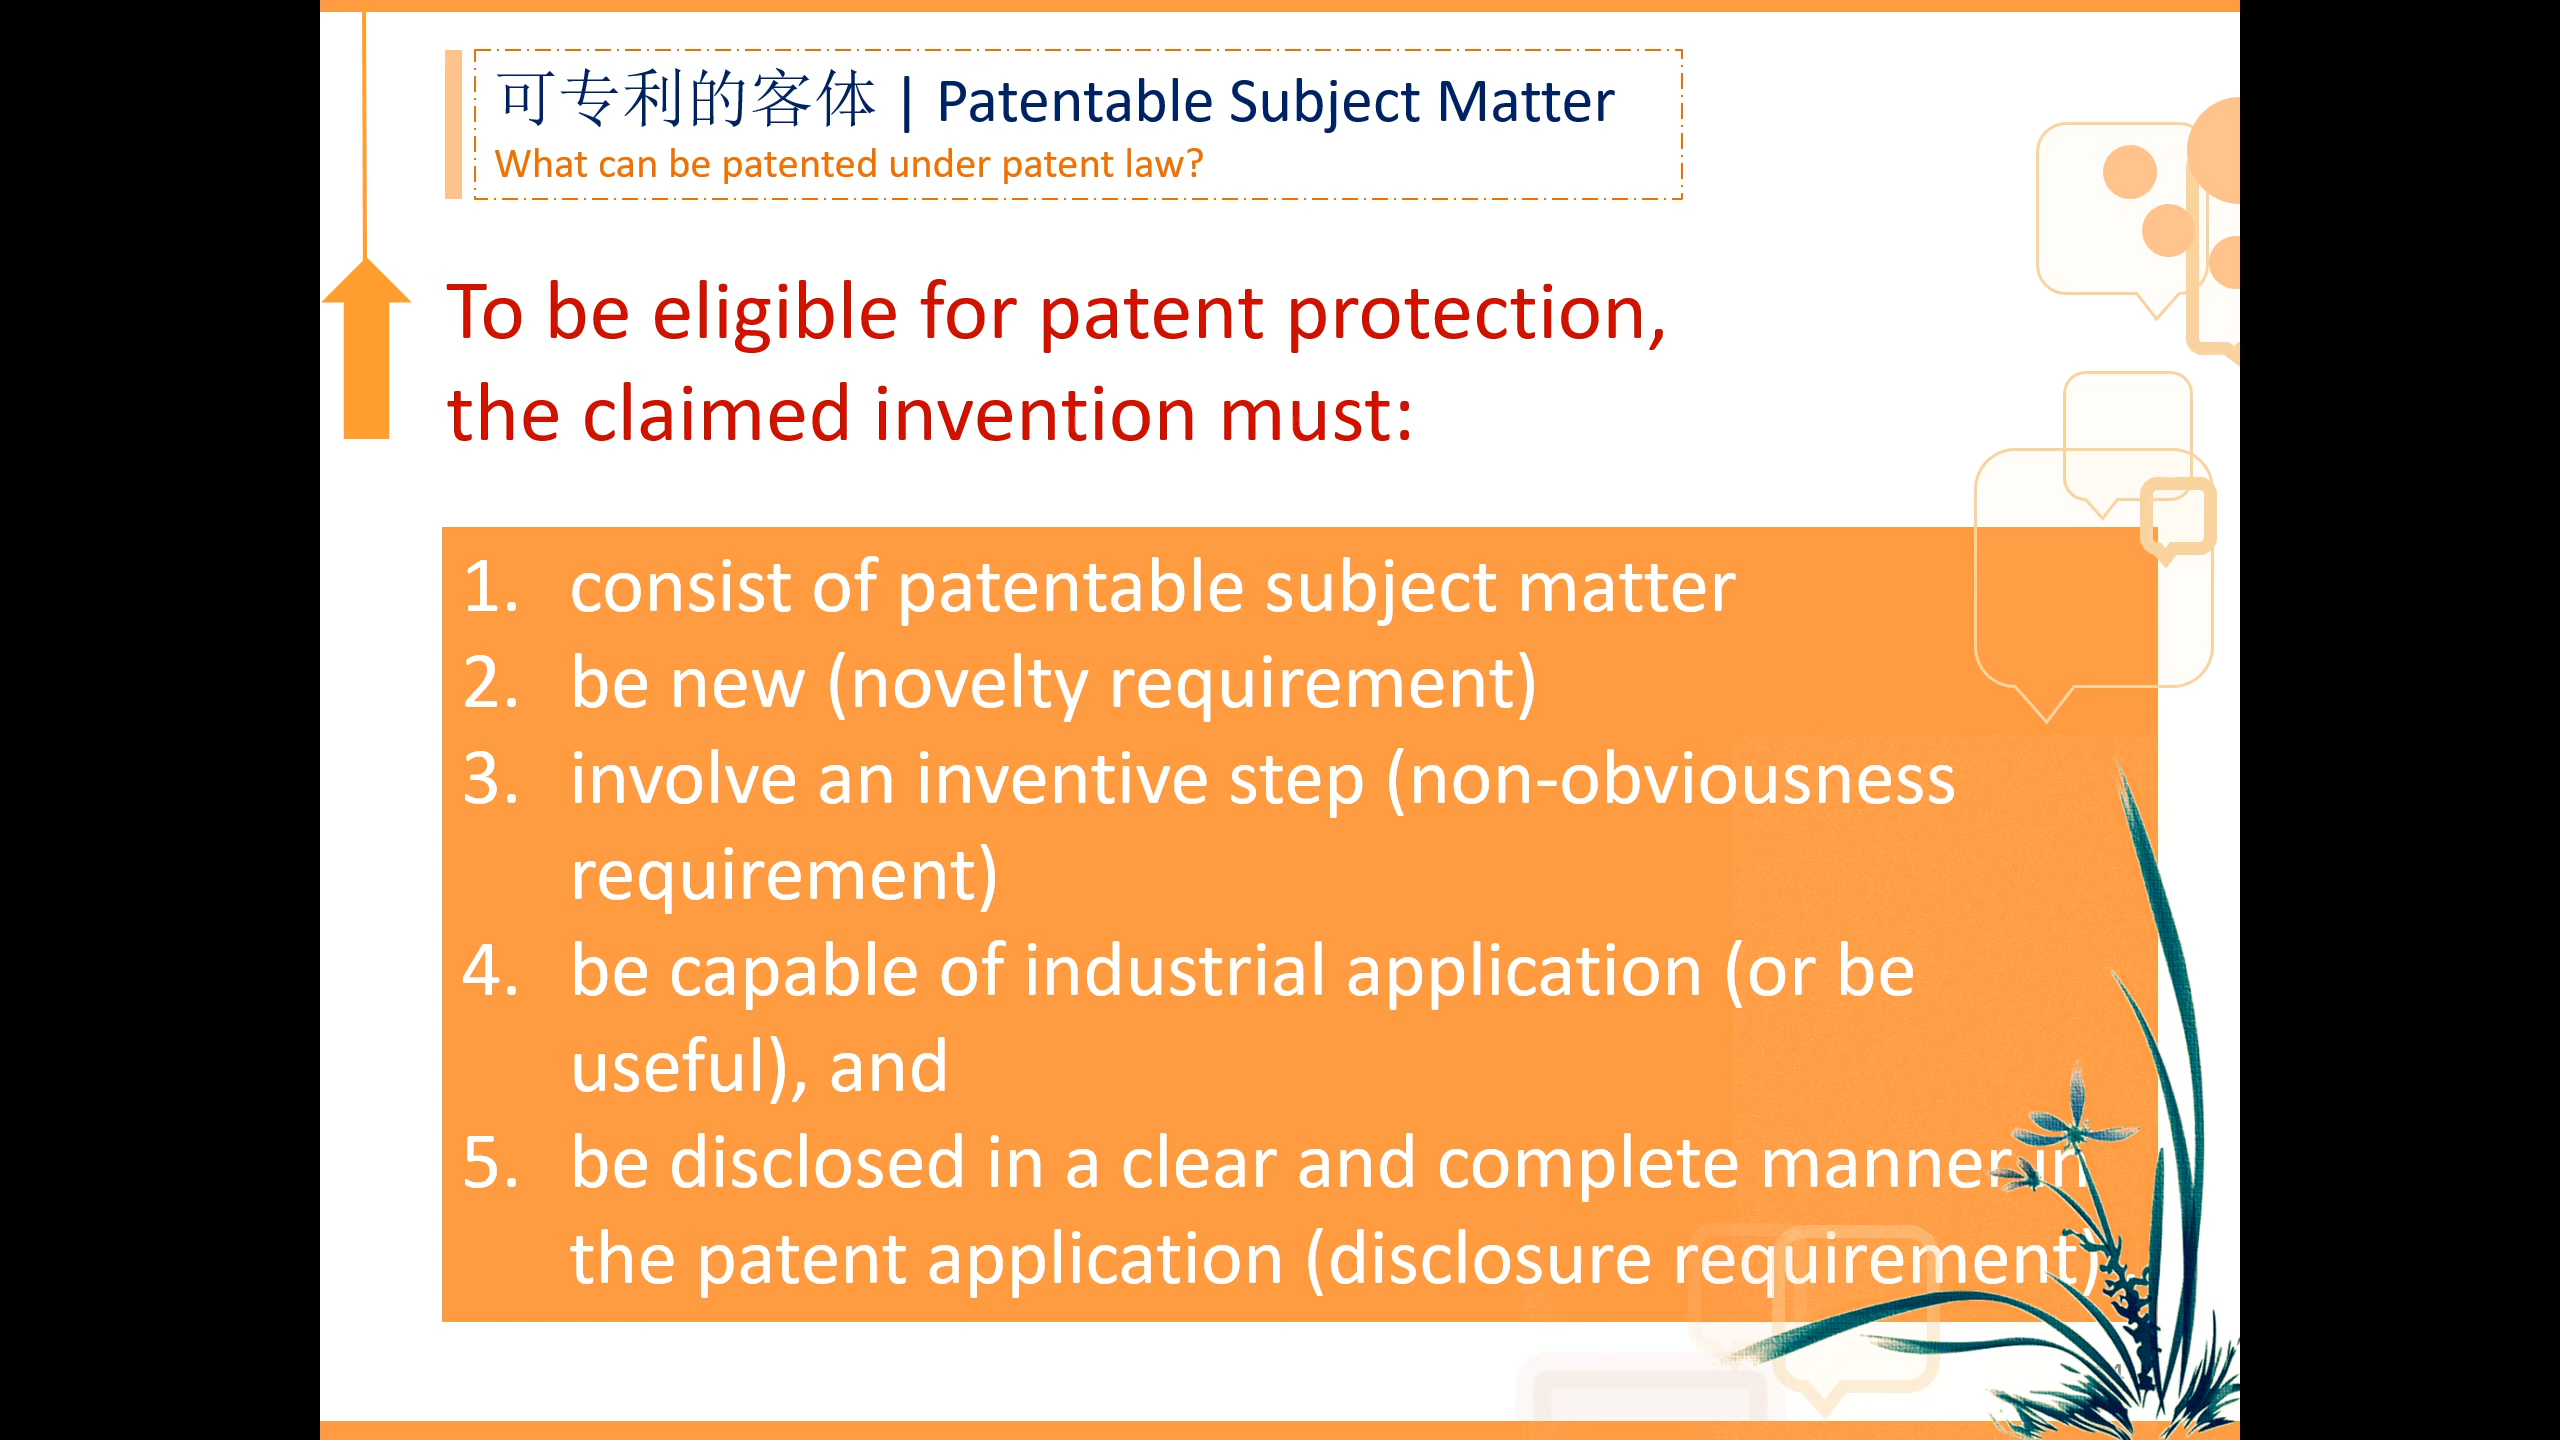 可专利的客体 | Patentable Subject Matter
What can be patented under patent law?
To be eligible for patent protection,
the claimed invention must:
1. consist of patentable subject matter
2. be new (novelty requirement)
3. involve an inventive step (non-obviousness
requirement)
4. be capable of industrial application (or be
useful), and
5. be disclosed in a clear and complete manner in
the patent application (disclosure requirement)